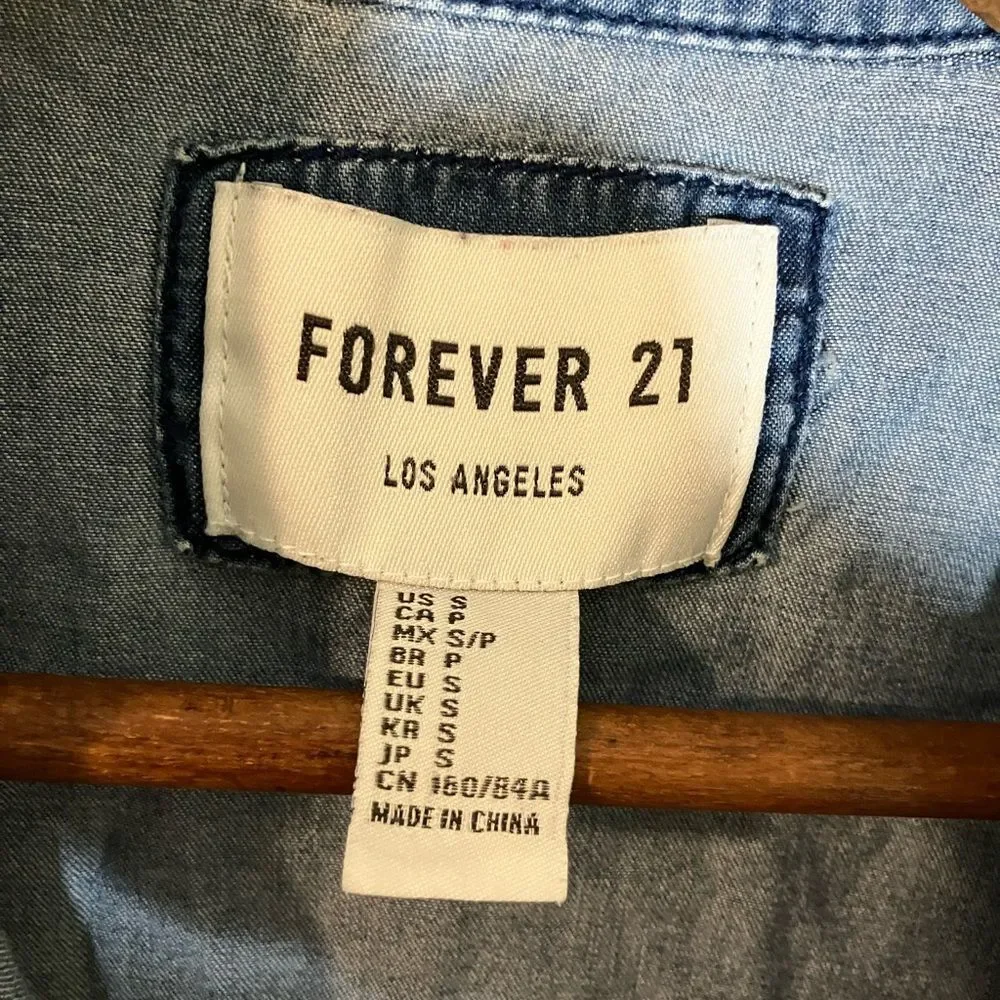 FOREVER 21
LOS ANGELES
US S
CA P
MX S/P
BR P
EU S
UK S
KR S
JP S
CN 160/84A
MADE IN CHINA